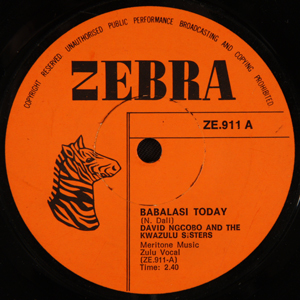 COPYRIGHT RESERVED. UNAUTHORISED PUBLIC PERFORMANCE BROADCASTING AND COPYING PROHIBITED
ZEBRA
ZE.911 A
BABALASI TODAY
(N. Dali)
DAVID NGCOBO AND THE
KWAZULU SISTERS
Meritone Music
Zulu Vocal
(ZE.911-A)
Time: 2.40